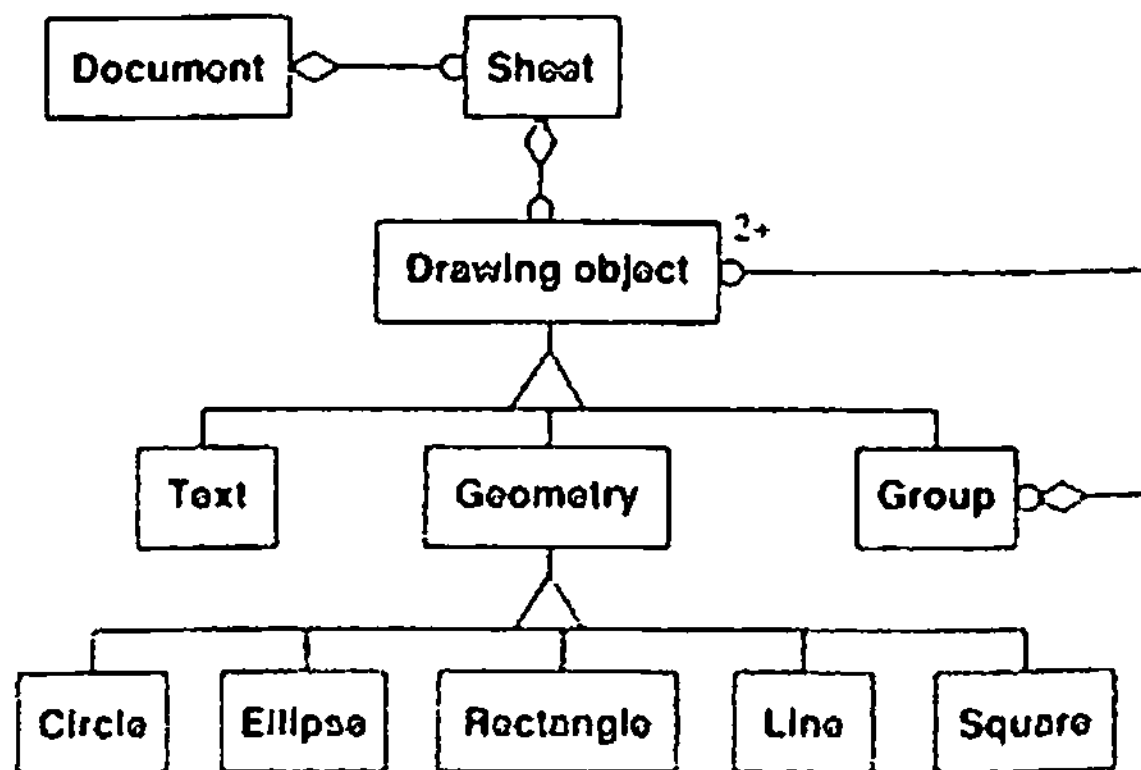 Document
Sheet
2+
Drawing object
Text
Geometry
Group
Circle
Ellipse
Rectangle
Line
Square